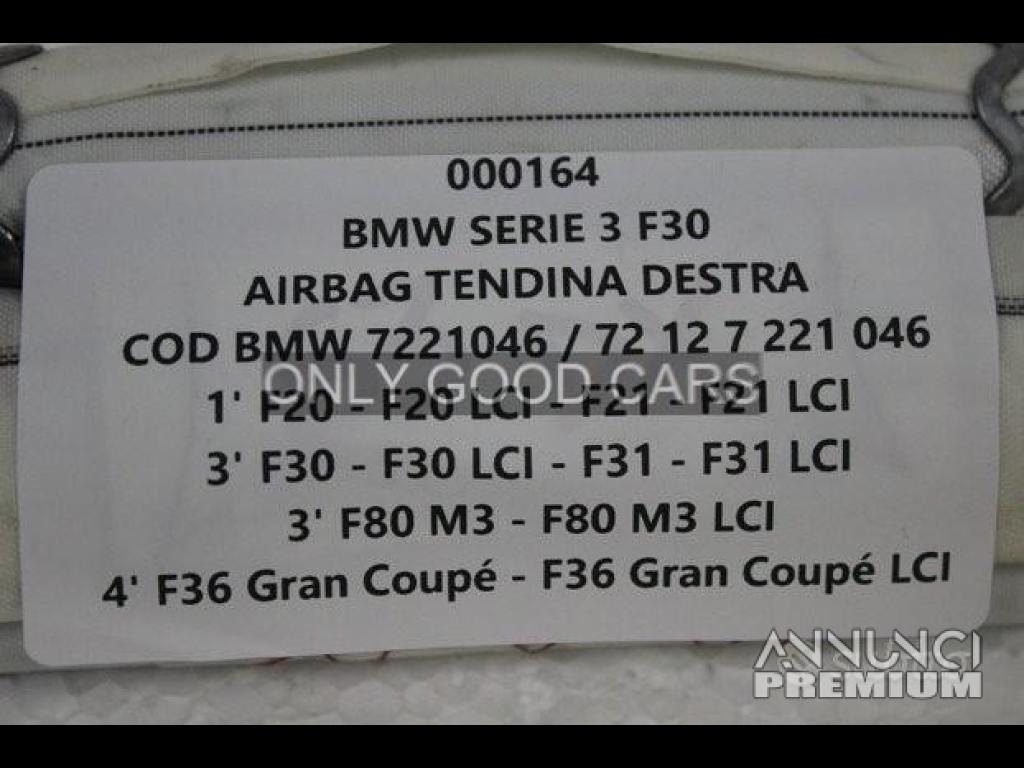 000164
BMW SERIE 3 F30
AIRBAG TENDINA DESTRA
COD BMW 7221046 / 72 12 7 221 046
ONLY GOOD CARS
1' F20 - F20 LCI - F21 - F21 LCI
3' F30 - F30 LCI - F31 - F31 LCI
3' F80 M3 - F80 M3 LCI
4' F36 Gran Coupé - F36 Gran Coupé LCI
ANNUNCI
PREMIUM